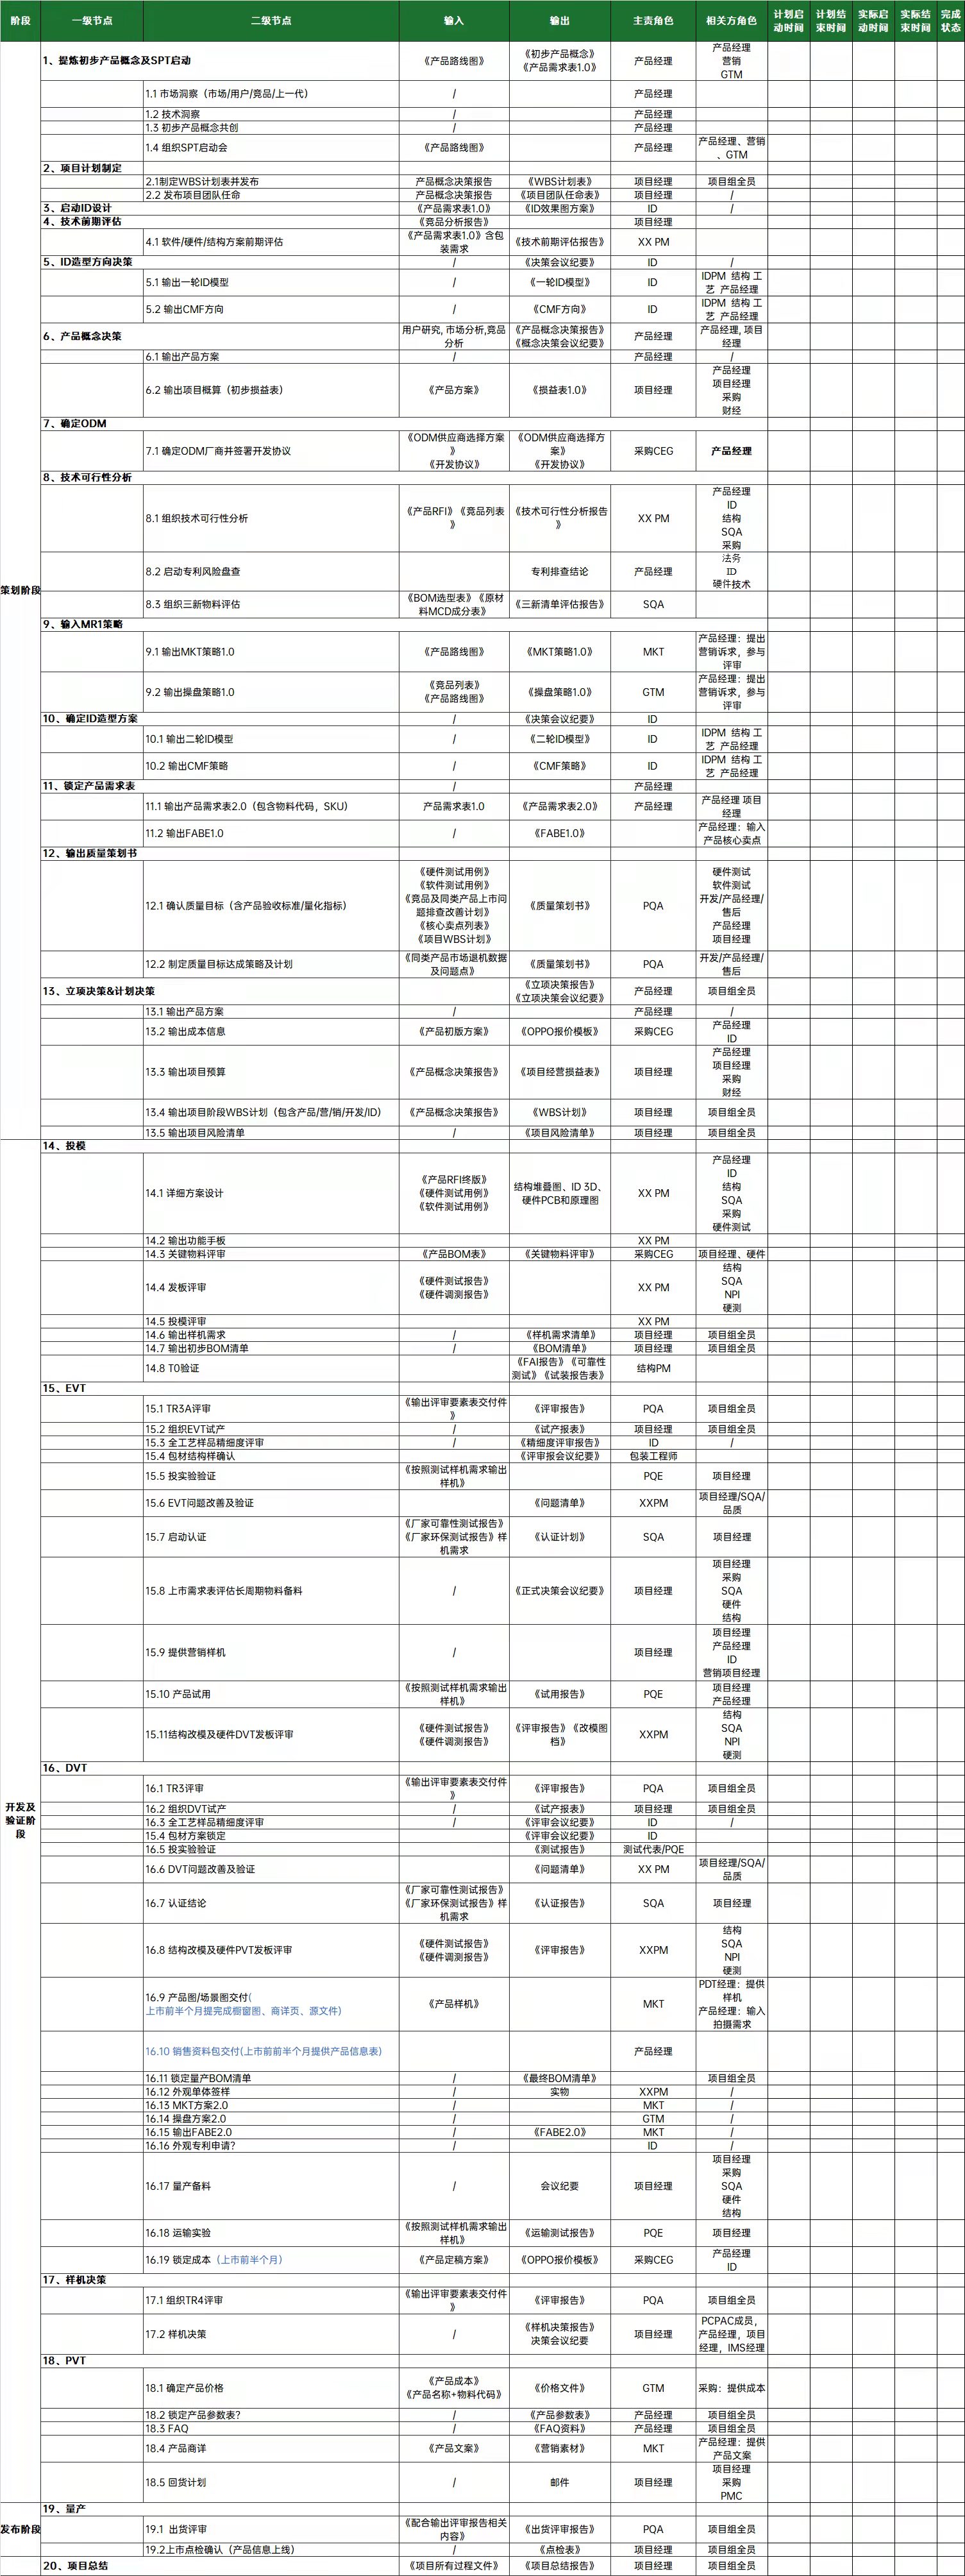 阶段 一级节点 二级节点 输入 输出 主责角色 相关方角色 计划启动时间 计划结束时间 实际启动时间 实际结束时间 完成状态
策划阶段
1、提炼初步产品概念及SPT启动 《产品路线图》 《初步产品概念》《产品需求表1.0》 产品经理 产品经理 营销 GTM
1.1 市场洞察（市场/用户/竞品/上一代） / 产品经理
1.2 技术洞察 / 产品经理
1.3 初步产品概念共创 / 产品经理
1.4 组织SPT启动会 《产品路线图》 产品经理 产品经理、营销、GTM
2、项目计划制定
2.1制定WBS计划表并发布 产品概念决策报告 《WBS计划表》 项目经理 项目组全员
2.2 发布项目团队任命 产品概念决策报告 《项目团队任命表》 项目经理 /
3、启动ID设计 《产品需求表1.0》 《ID效果图方案》 ID /
4、技术前期评估 《竞品分析报告》 项目经理
4.1 软件/硬件/结构方案前期评估 《产品需求表1.0》含包装需求 《技术前期评估报告》 XX PM
5、ID造型方向决策 / 《决策会议纪要》 ID /
5.1 输出一轮ID模型 / 《一轮ID模型》 ID IDPM 结构 工艺 产品经理
5.2 输出CMF方向 / 《CMF方向》 ID IDPM 结构 工艺 产品经理
6、产品概念决策 用户研究, 市场分析,竞品分析 《产品概念决策报告》《概念决策会议纪要》 产品经理 产品经理, 项目经理
6.1 输出产品方案 / 产品经理 /
6.2 输出项目概算（初步损益表） 《产品方案》 《损益表1.0》 项目经理 产品经理 项目经理 采购 财经
7、确定ODM
7.1 确定ODM厂商并签署开发协议 《ODM供应商选择方案》《开发协议》 《ODM供应商选择方案》《开发协议》 采购CEG 产品经理
8、技术可行性分析
8.1 组织技术可行性分析 《产品RFI》《竞品列表》 《技术可行性分析报告》 XX PM 产品经理 ID 结构 SQA 采购
8.2 启动专利风险盘查 专利排查结论 产品经理 法务 ID 硬件技术
8.3 组织三新物料评估 《BOM选型表》《原材料MCD成分表》 《三新清单评估报告》 SQA
9、输入MR1策略
9.1 输出MKT策略1.0 《产品路线图》 《MKT策略1.0》 MKT 产品经理：提出营销诉求，参与评审
9.2 输出操盘策略1.0 《竞品列表》《产品路线图》 《操盘策略1.0》 GTM 产品经理：提出营销诉求，参与评审
10、确定ID造型方案 / 《决策会议纪要》 ID
10.1 输出二轮ID模型 / 《二轮ID模型》 ID IDPM 结构 工艺 产品经理
10.2 输出CMF策略 / 《CMF策略》 ID IDPM 结构 工艺 产品经理
11、锁定产品需求表 / 产品经理
11.1 输出产品需求表2.0（包含物料代码，SKU） 产品需求表1.0 《产品需求表2.0》 产品经理 产品经理 项目经理
11.2 输出FABE1.0 / 《FABE1.0》 产品经理：输入产品核心卖点
12、输出质量策划书
12.1 确认质量目标（含产品验收标准/量化指标） 《硬件测试用例》《软件测试用例》《竞品及同类产品上市问题排查改善计划》《核心卖点列表》《项目WBS计划》 《质量策划书》 PQA 硬件测试 软件测试 开发/产品经理/售后 产品经理 项目经理
12.2 制定质量目标达成策略及计划 《同类产品市场退机数据及问题点》 《质量策划书》 PQA 开发/产品经理/售后
13、立项决策&计划决策 《立项决策报告》《立项决策会议纪要》 产品经理 项目组全员
13.1 输出产品方案 / 产品经理 /
13.2 输出成本信息 《产品初版方案》 《OPPO报价模板》 采购CEG 产品经理 ID
13.3 输出项目预算 《产品概念决策报告》 《项目经营损益表》 项目经理 产品经理 项目经理 采购 财经
13.4 输出项目阶段WBS计划（包含产品/营/销/开发/ID） 《产品概念决策报告》 《WBS计划》 项目经理 项目组全员
13.5 输出项目风险清单 / 《项目风险清单》 项目经理 项目组全员
开发及验证阶段
14、投模
14.1 详细方案设计 《产品RFI终版》《硬件测试用例》《软件测试用例》 结构堆叠图、ID 3D、硬件PCB和原理图 XX PM 产品经理 ID 结构 SQA 采购 硬件测试
14.2 输出功能手板 XX PM
14.3 关键物料评审 《产品BOM表》 《关键物料评审》 采购CEG 项目经理、硬件
14.4 发板评审 《硬件测试报告》《硬件调测报告》 XX PM 结构 SQA NPI 硬测
14.5 投模评审 XX PM
14.6 输出样机需求 / 《样机需求清单》 项目经理 项目组全员
14.7 输出初步BOM清单 / 《BOM清单》 项目经理 项目组全员
14.8 T0验证 《FAI报告》《可靠性测试》《试装报告表》 结构PM
15、EVT
15.1 TR3A评审 《输出评审要素表交付件》 《评审报告》 PQA 项目组全员
15.2 组织EVT试产 / 《试产报表》 项目经理 项目组全员
15.3 全工艺样品精细度评审 / 《精细度评审报告》 ID /
15.4 包材结构样确认 《评审报会议纪要》 包装工程师
15.5 投实验验证 《按照测试样机需求输出样机》 PQE 项目经理
15.6 EVT问题改善及验证 《问题清单》 XXPM 项目经理/SQA/品质
15.7 启动认证 《厂家可靠性测试报告》《厂家环保测试报告》样机需求 《认证计划》 SQA 项目经理
15.8 上市需求表评估长周期物料备料 / 《正式决策会议纪要》 项目经理 项目经理 采购 SQA 硬件 结构
15.9 提供营销样机 / 项目经理 项目经理 产品经理 ID 营销项目经理
15.10 产品试用 《按照测试样机需求输出样机》 《试用报告》 PQE 项目经理 产品经理
15.11结构改模及硬件DVT发板评审 《硬件测试报告》《硬件调测报告》 《评审报告》《改模图档》 XXPM 结构 SQA NPI 硬测
16、DVT
16.1 TR3评审 《输出评审要素表交付件》 《评审报告》 PQA 项目组全员
16.2 组织DVT试产 / 《试产报表》 项目经理 项目组全员
16.3 全工艺样品精细度评审 / 《评审会议纪要》 ID /
15.4 包材方案锁定 《评审会议纪要》 ID
16.5 投实验验证 《测试报告》 测试代表/PQE
16.6 DVT问题改善及验证 《问题清单》 XX PM 项目经理/SQA/品质
16.7 认证结论 《厂家可靠性测试报告》《厂家环保测试报告》样机需求 《认证报告》 SQA 项目经理
16.8 结构改模及硬件PVT发板评审 《硬件测试报告》《硬件调测报告》 《评审报告》 XXPM 结构 SQA NPI 硬测
16.9 产品图/场景图交付(上市前半个月提完成橱窗图、商详页、源文件) 《产品样机》 MKT PDT经理：提供样机 产品经理：输入拍摄需求
16.10 销售资料包交付(上市前前半个月提供产品信息表) 产品经理
16.11 锁定量产BOM清单 / 《最终BOM清单》 项目组全员
16.12 外观单体签样 / 实物 XXPM /
16.13 MKT方案2.0 / MKT /
16.14 操盘方案2.0 / GTM /
16.15 输出FABE2.0 / 《FABE2.0》 MKT /
16.16 外观专利申请？ / ID /
16.17 量产备料 / 会议纪要 项目经理 项目经理 采购 SQA 硬件 结构
16.18 运输实验 《按照测试样机需求输出样机》 《运输测试报告》 PQE 项目经理
16.19 锁定成本（上市前半个月） 《产品定稿方案》 《OPPO报价模板》 采购CEG 产品经理 ID
17、样机决策
17.1 组织TR4评审 《输出评审要素表交付件》 《评审报告》 PQA 项目组全员
17.2 样机决策 / 《样机决策报告》决策会议纪要 项目经理 PCPAC成员，产品经理，项目经理，IMS经理
18、PVT
18.1 确定产品价格 《产品成本》《产品名称+物料代码》 《价格文件》 GTM 采购：提供成本
18.2 锁定产品参数表？ / 《产品参数表》 产品经理 项目组全员
18.3 FAQ / 《FAQ资料》 产品经理 项目组全员
18.4 产品商详 《产品文案》 《营销素材》 MKT 产品经理：提供产品文案
18.5 回货计划 / 邮件 项目经理 项目经理 采购 PMC
发布阶段
19、量产
19.1 出货评审 《配合输出评审报告相关内容》 《出货评审报告》 PQA 项目组全员
19.2上市点检确认（产品信息上线） / 《点检表》 项目经理 项目组全员
20、项目总结 《项目所有过程文件》 《项目总结报告》 项目经理 项目组全员